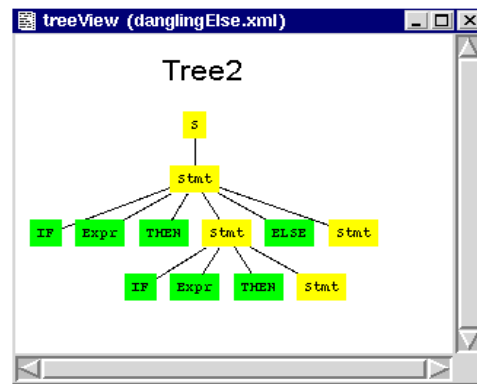 treeView (danglingElse.xml)
Tree2
S
Stmt
IF Expr THEN Stmt ELSE Stmt
IF Expr THEN Stmt